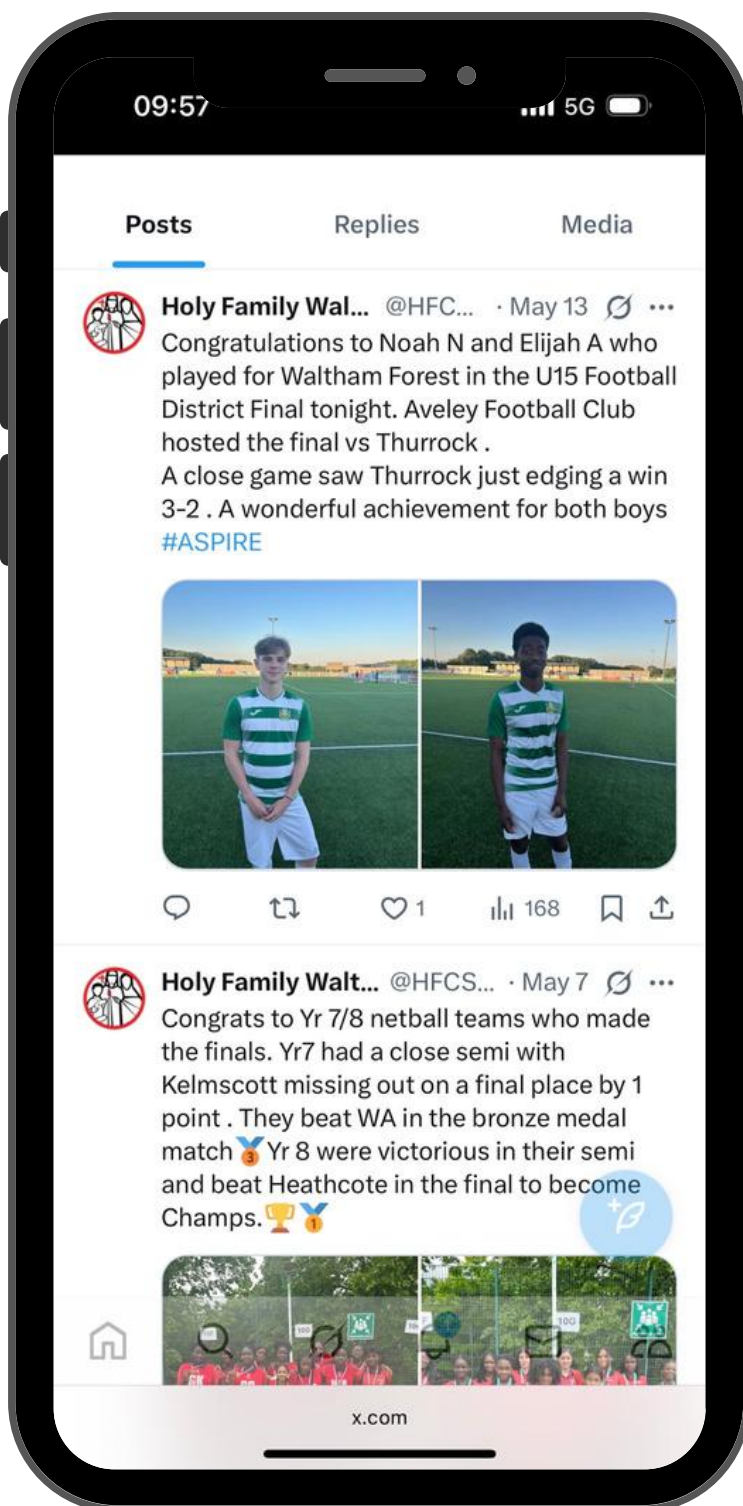 09:57
5G
Posts
Replies
Media
Holy Family Wal... @HFC... · May 13
Congratulations to Noah N and Elijah A who
played for Waltham Forest in the U15 Football
District Final tonight. Aveley Football Club
hosted the final vs Thurrock .
A close game saw Thurrock just edging a win
3-2 . A wonderful achievement for both boys
#ASPIRE
1
168
Holy Family Walt... @HFCS... · May 7
Congrats to Yr 7/8 netball teams who made
the finals. Yr7 had a close semi with
Kelmscott missing out on a final place by 1
point . They beat WA in the bronze medal
match🥉Yr 8 were victorious in their semi
and beat Heathcote in the final to become
Champs.🏆🥇
10G
GK
x.com